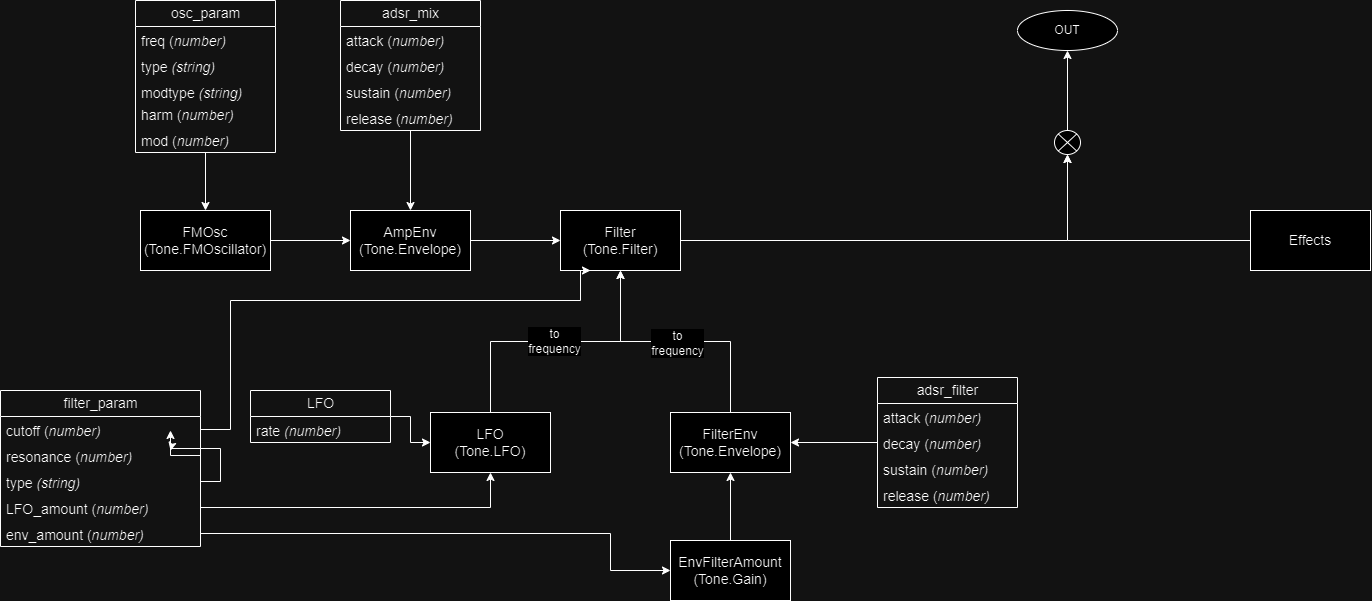 osc_param
freq (number)
type (string)
modtype (string)
harm (number)
mod (number)
adsr_mix
attack (number)
decay (number)
sustain (number)
release (number)
OUT
FMOsc
(Tone.FMOscillator)
AmpEnv
(Tone.Envelope)
Filter
(Tone.Filter)
Effects
to
frequency
to
frequency
filter_param
cutoff (number)
resonance (number)
type (string)
LFO_amount (number)
env_amount (number)
LFO
rate (number)
LFO
(Tone.LFO)
FilterEnv
(Tone.Envelope)
adsr_filter
attack (number)
decay (number)
sustain (number)
release (number)
EnvFilterAmount
(Tone.Gain)